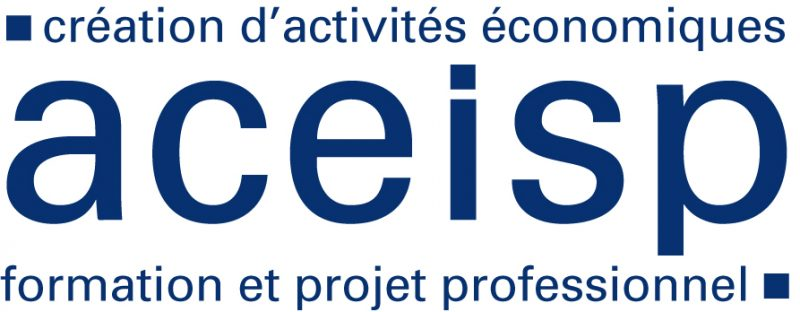 création d'activités économiques
aceisp
formation et projet professionnel